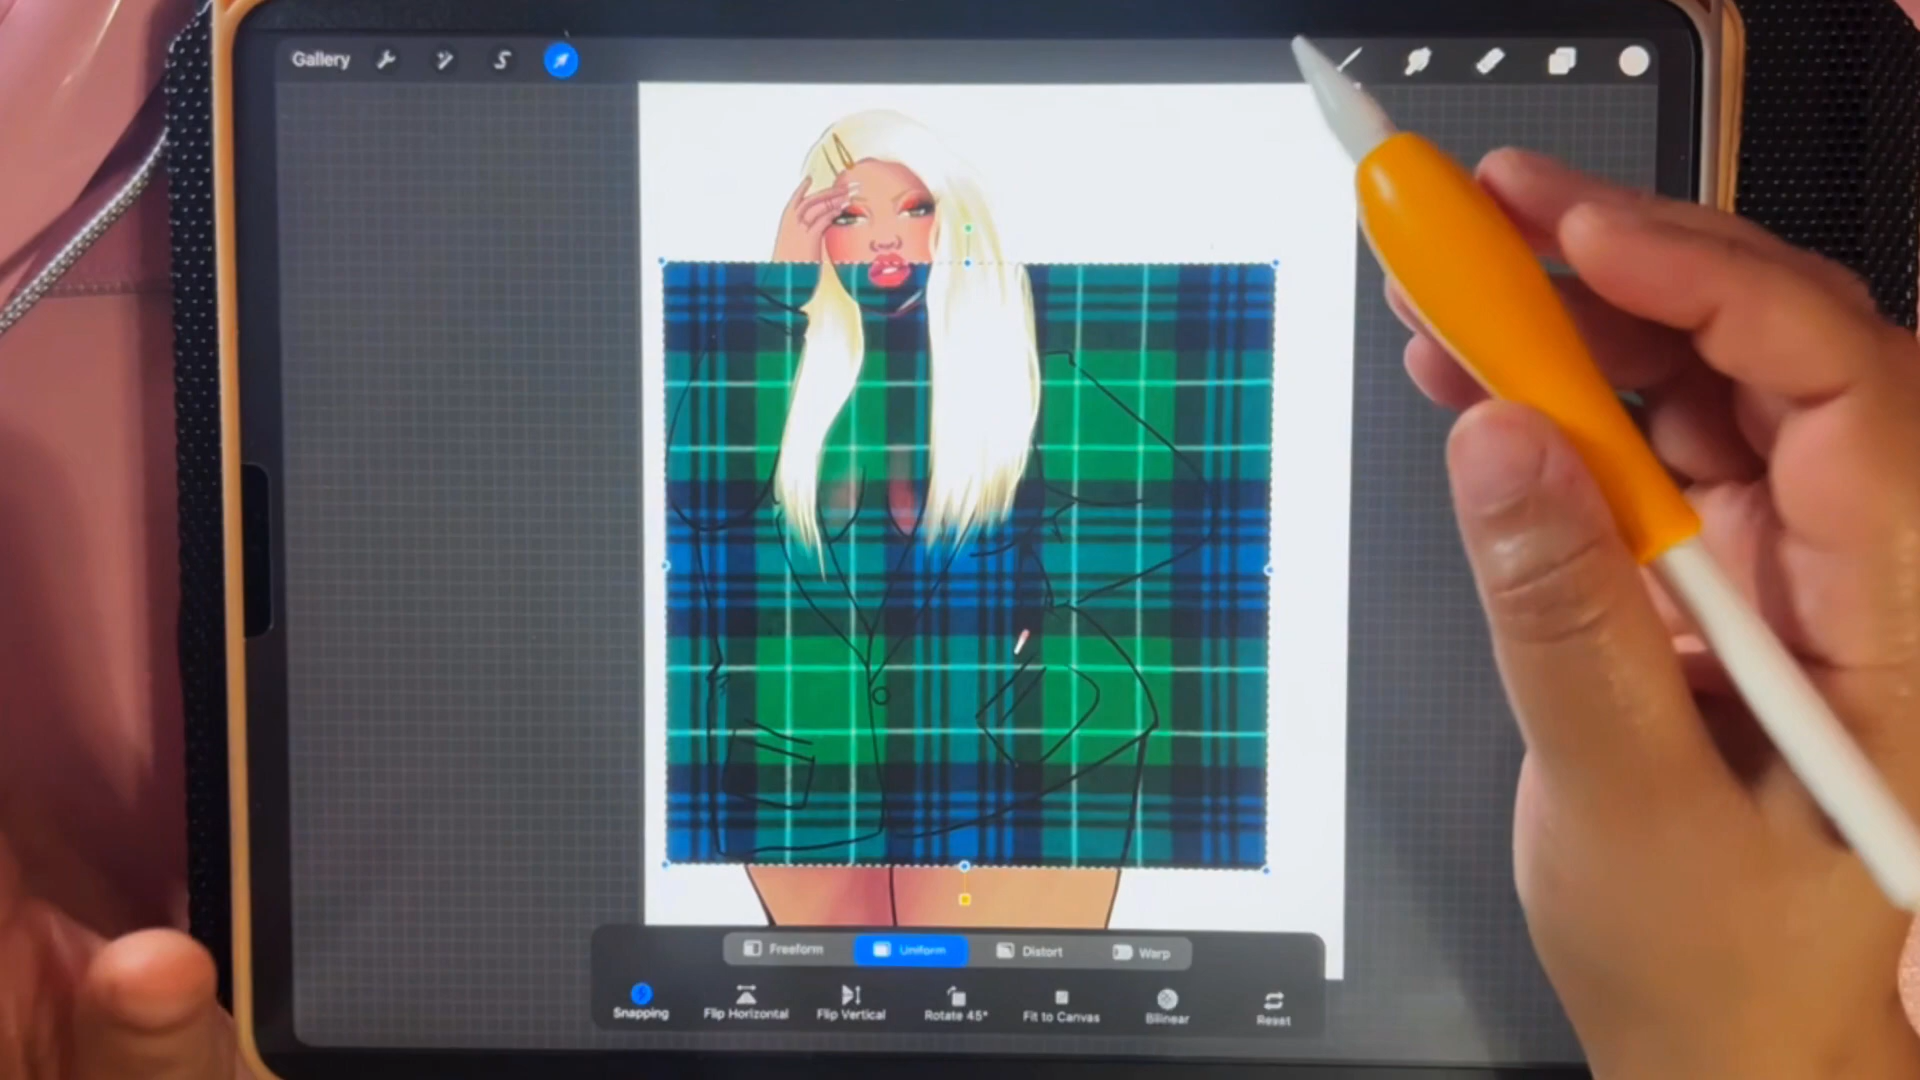 Gallery
Freeform Uniform Distort Warp
Snapping Flip Horizontal Flip Vertical Rotate 45° Fit to Canvas Bilinear Reset